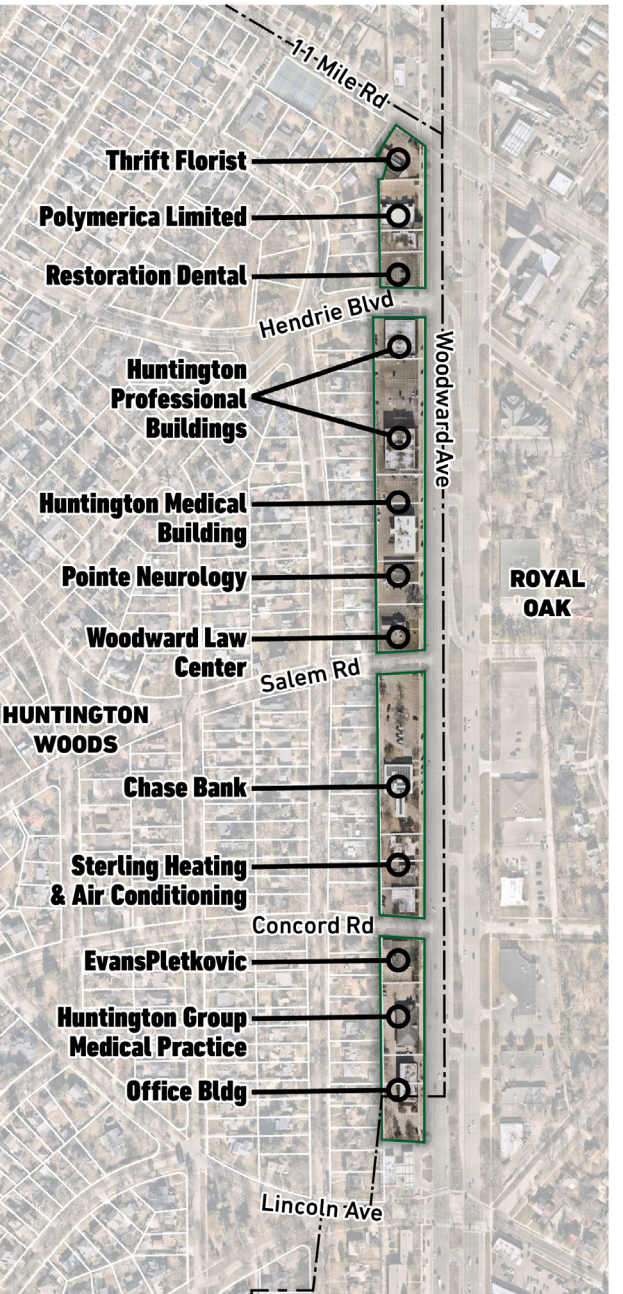 11 Mile Rd
Thrift Florist
Polymerica Limited
Restoration Dental
Hendrie Blvd
Woodward Ave
Huntington
Professional
Buildings
Huntington Medical
Building
Pointe Neurology
ROYAL
OAK
Woodward Law
Center
Salem Rd
HUNTINGTON
WOODS
Chase Bank
Sterling Heating
& Air Conditioning
Concord Rd
EvansPletkovic
Huntington Group
Medical Practice
Office Bldg
Lincoln Ave